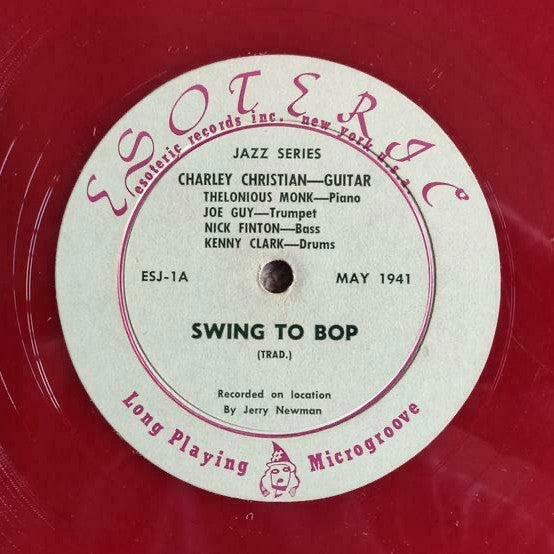 ESOTERIC
esoteric records inc. new york u.s.a.
JAZZ SERIES
CHARLEY CHRISTIAN—GUITAR
THELONIOUS MONK—Piano
JOE GUY—Trumpet
NICK FINTON—Bass
KENNY CLARK—Drums
ESJ-1A MAY 1941
SWING TO BOP
(TRAD.)
Recorded on location
By Jerry Newman
Long Playing Microgroove